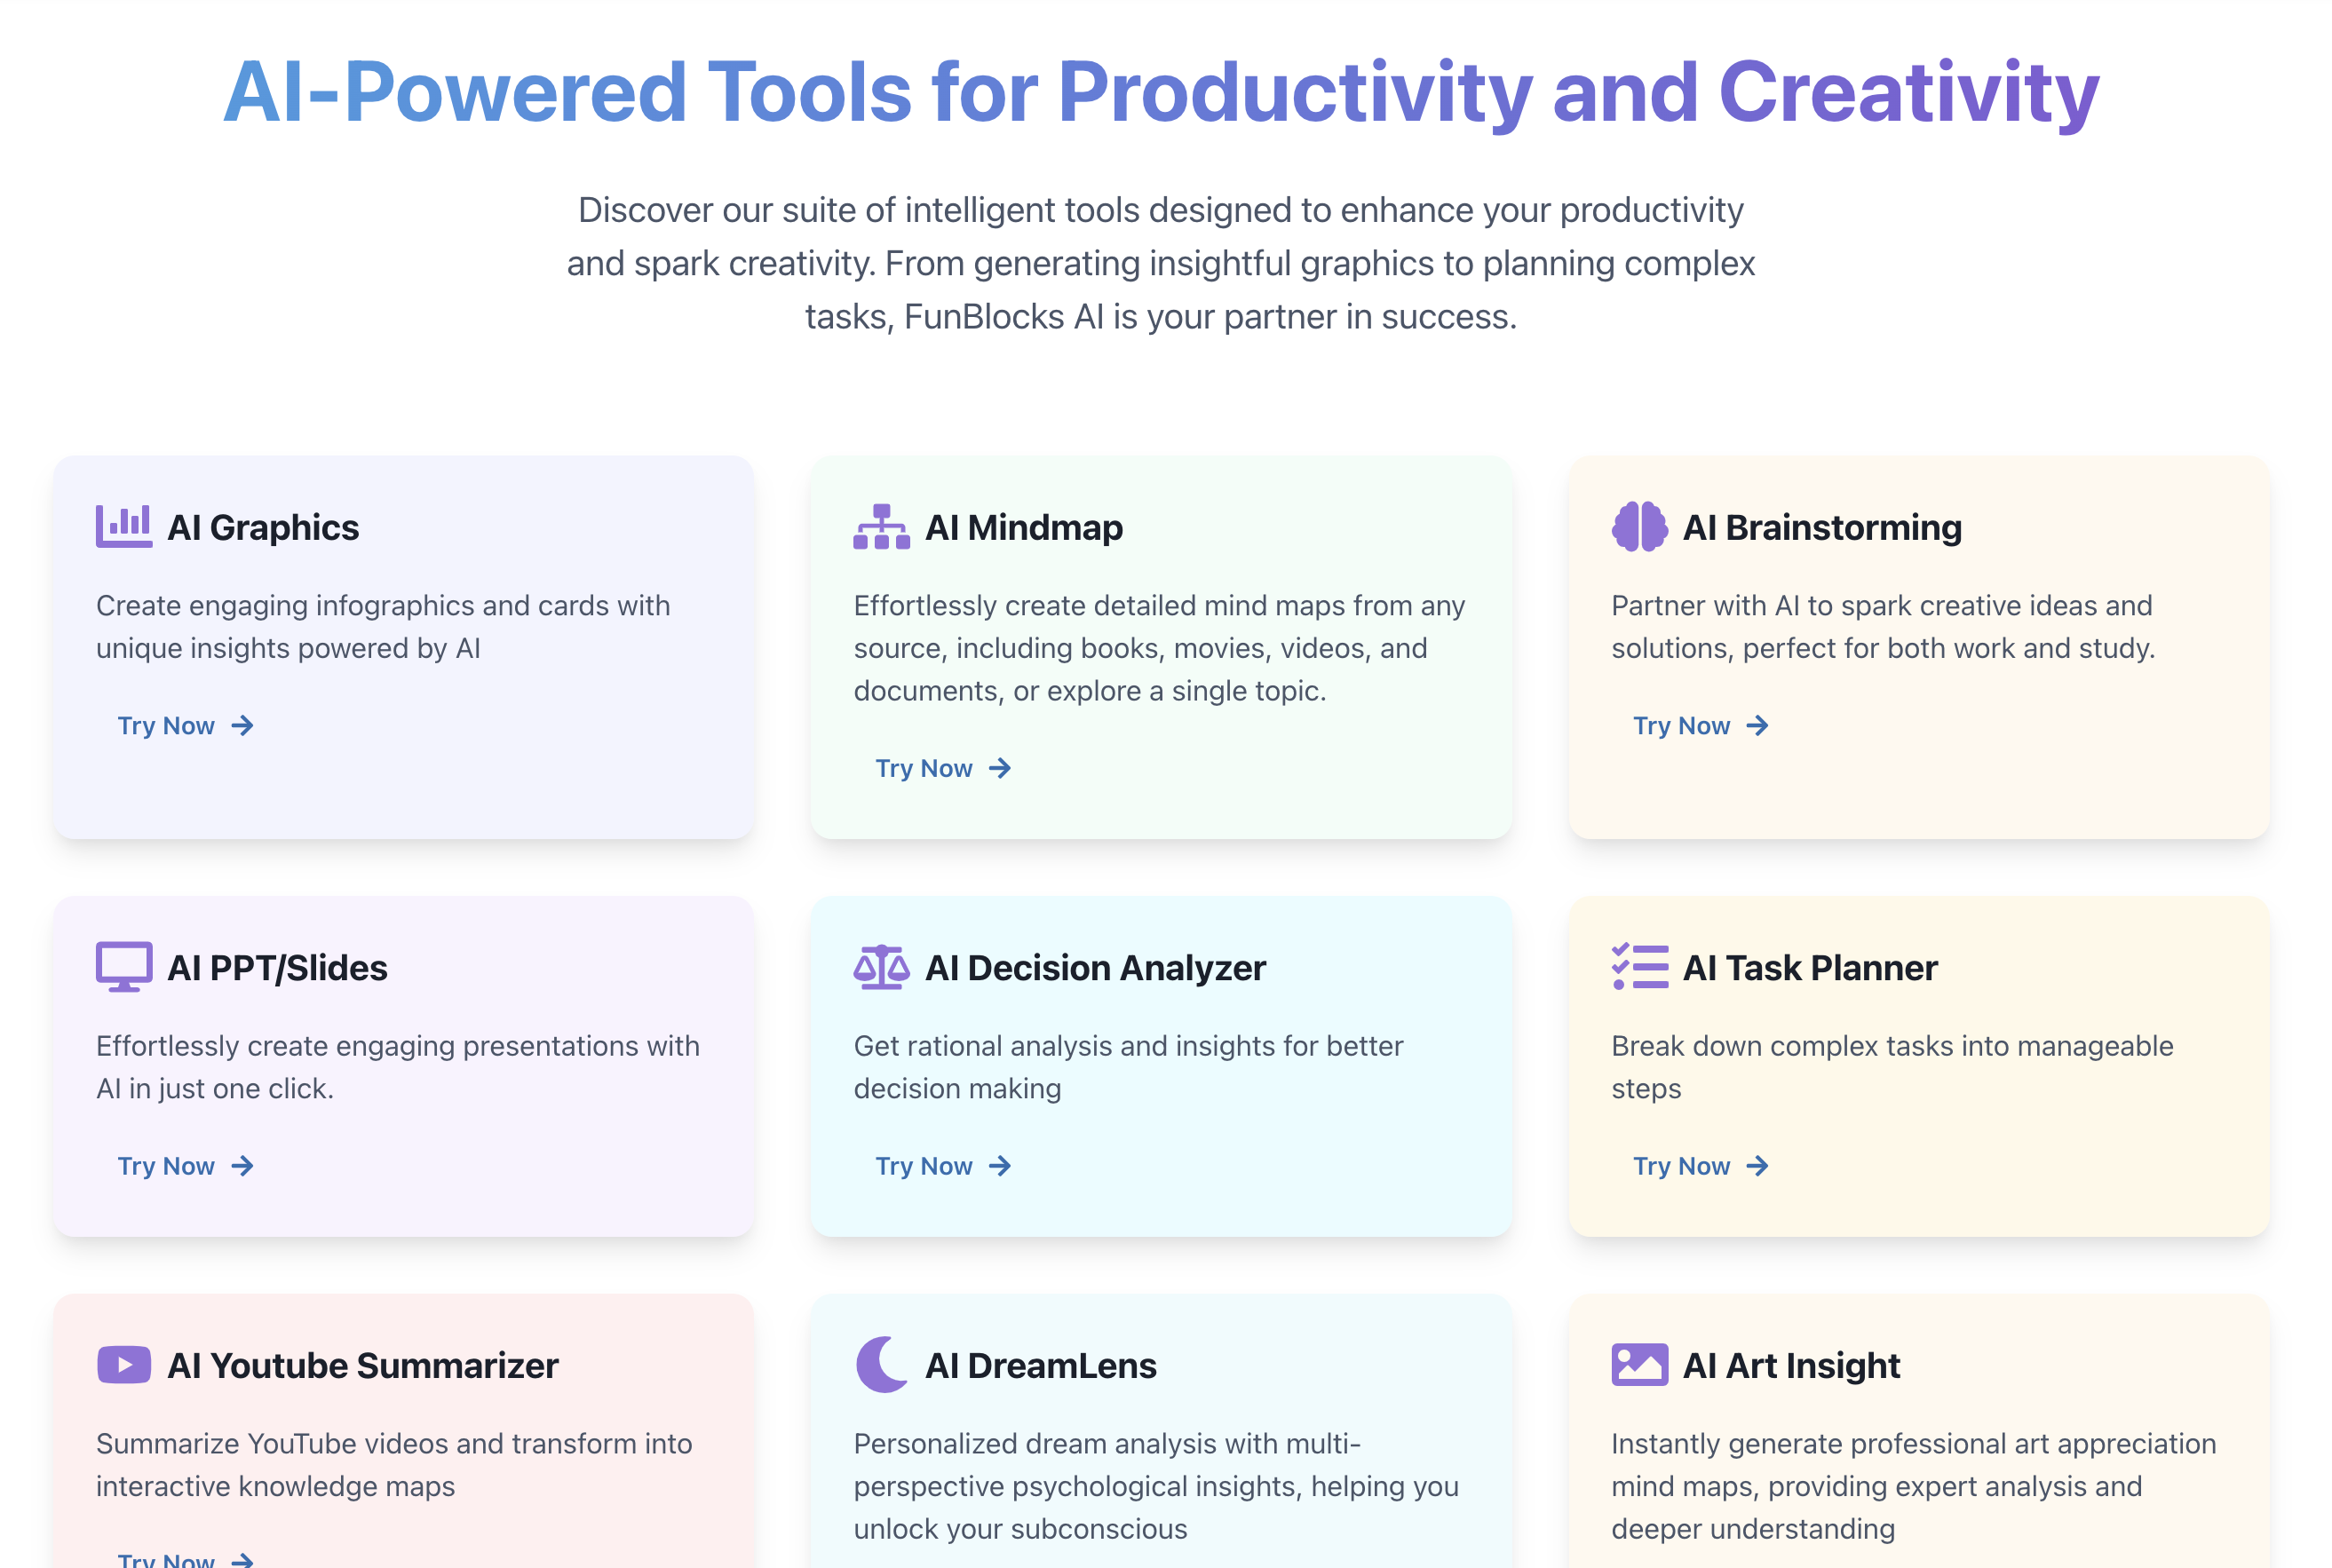 AI-Powered Tools for Productivity and Creativity
Discover our suite of intelligent tools designed to enhance your productivity
and spark creativity. From generating insightful graphics to planning complex
tasks, FunBlocks AI is your partner in success.
AI Graphics
Create engaging infographics and cards with
unique insights powered by AI
Try Now
AI Mindmap
Effortlessly create detailed mind maps from any
source, including books, movies, videos, and
documents, or explore a single topic.
Try Now
AI Brainstorming
Partner with AI to spark creative ideas and
solutions, perfect for both work and study.
Try Now
AI PPT/Slides
Effortlessly create engaging presentations with
AI in just one click.
Try Now
AI Decision Analyzer
Get rational analysis and insights for better
decision making
Try Now
AI Task Planner
Break down complex tasks into manageable
steps
Try Now
AI Youtube Summarizer
Summarize YouTube videos and transform into
interactive knowledge maps
Try Now
AI DreamLens
Personalized dream analysis with multi-
perspective psychological insights, helping you
unlock your subconscious
AI Art Insight
Instantly generate professional art appreciation
mind maps, providing expert analysis and
deeper understanding